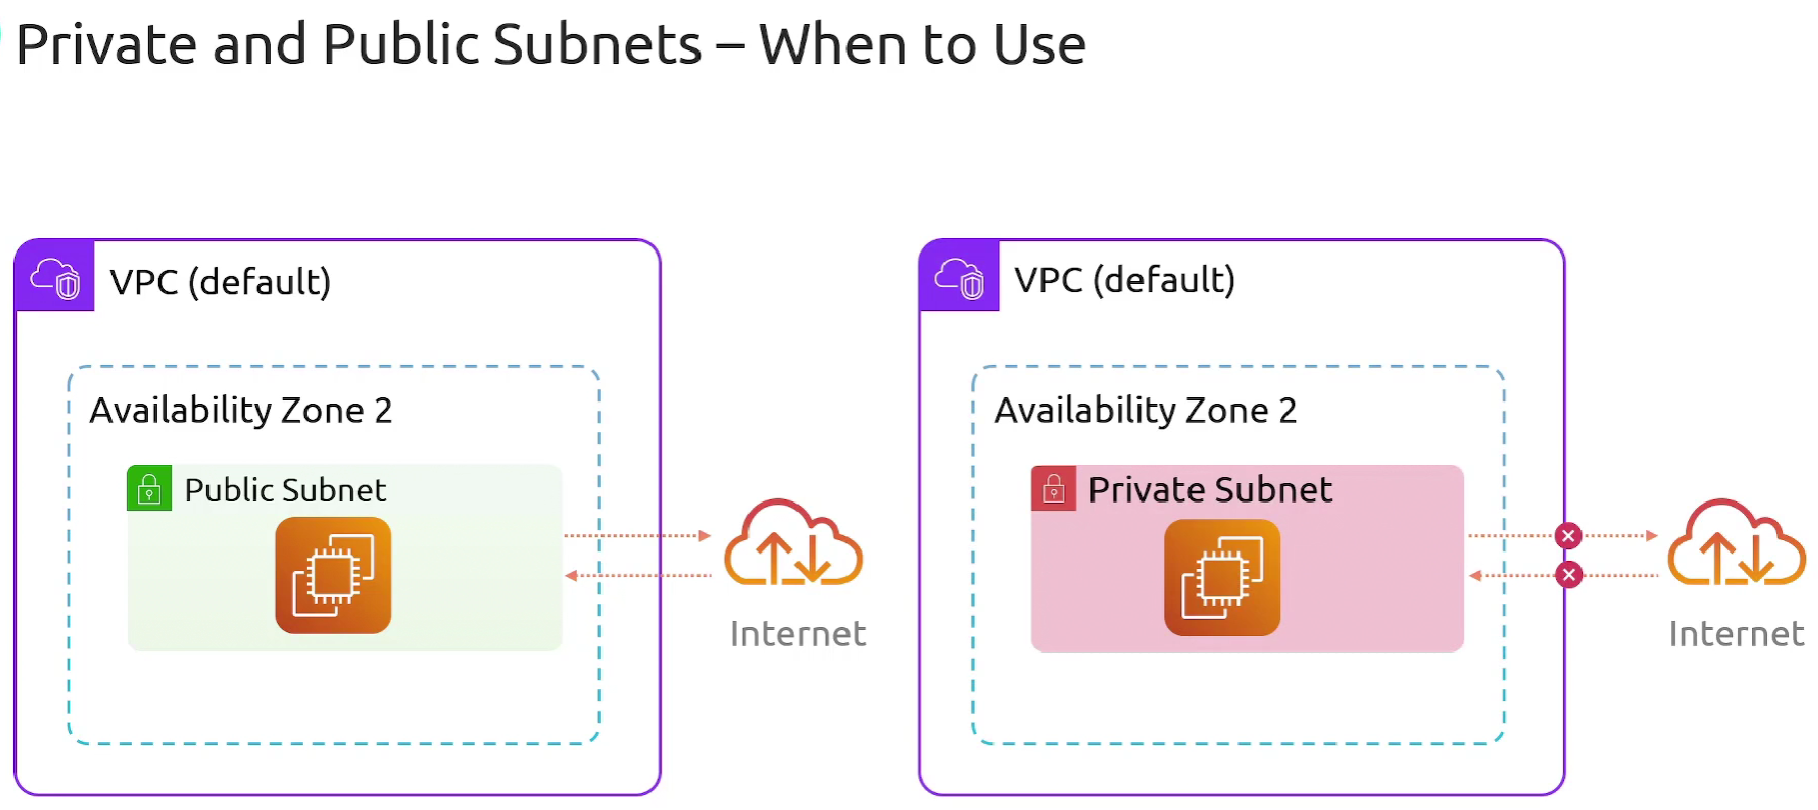 Private and Public Subnets – When to Use
VPC (default)
Availability Zone 2
Public Subnet
Internet
VPC (default)
Availability Zone 2
Private Subnet
Internet